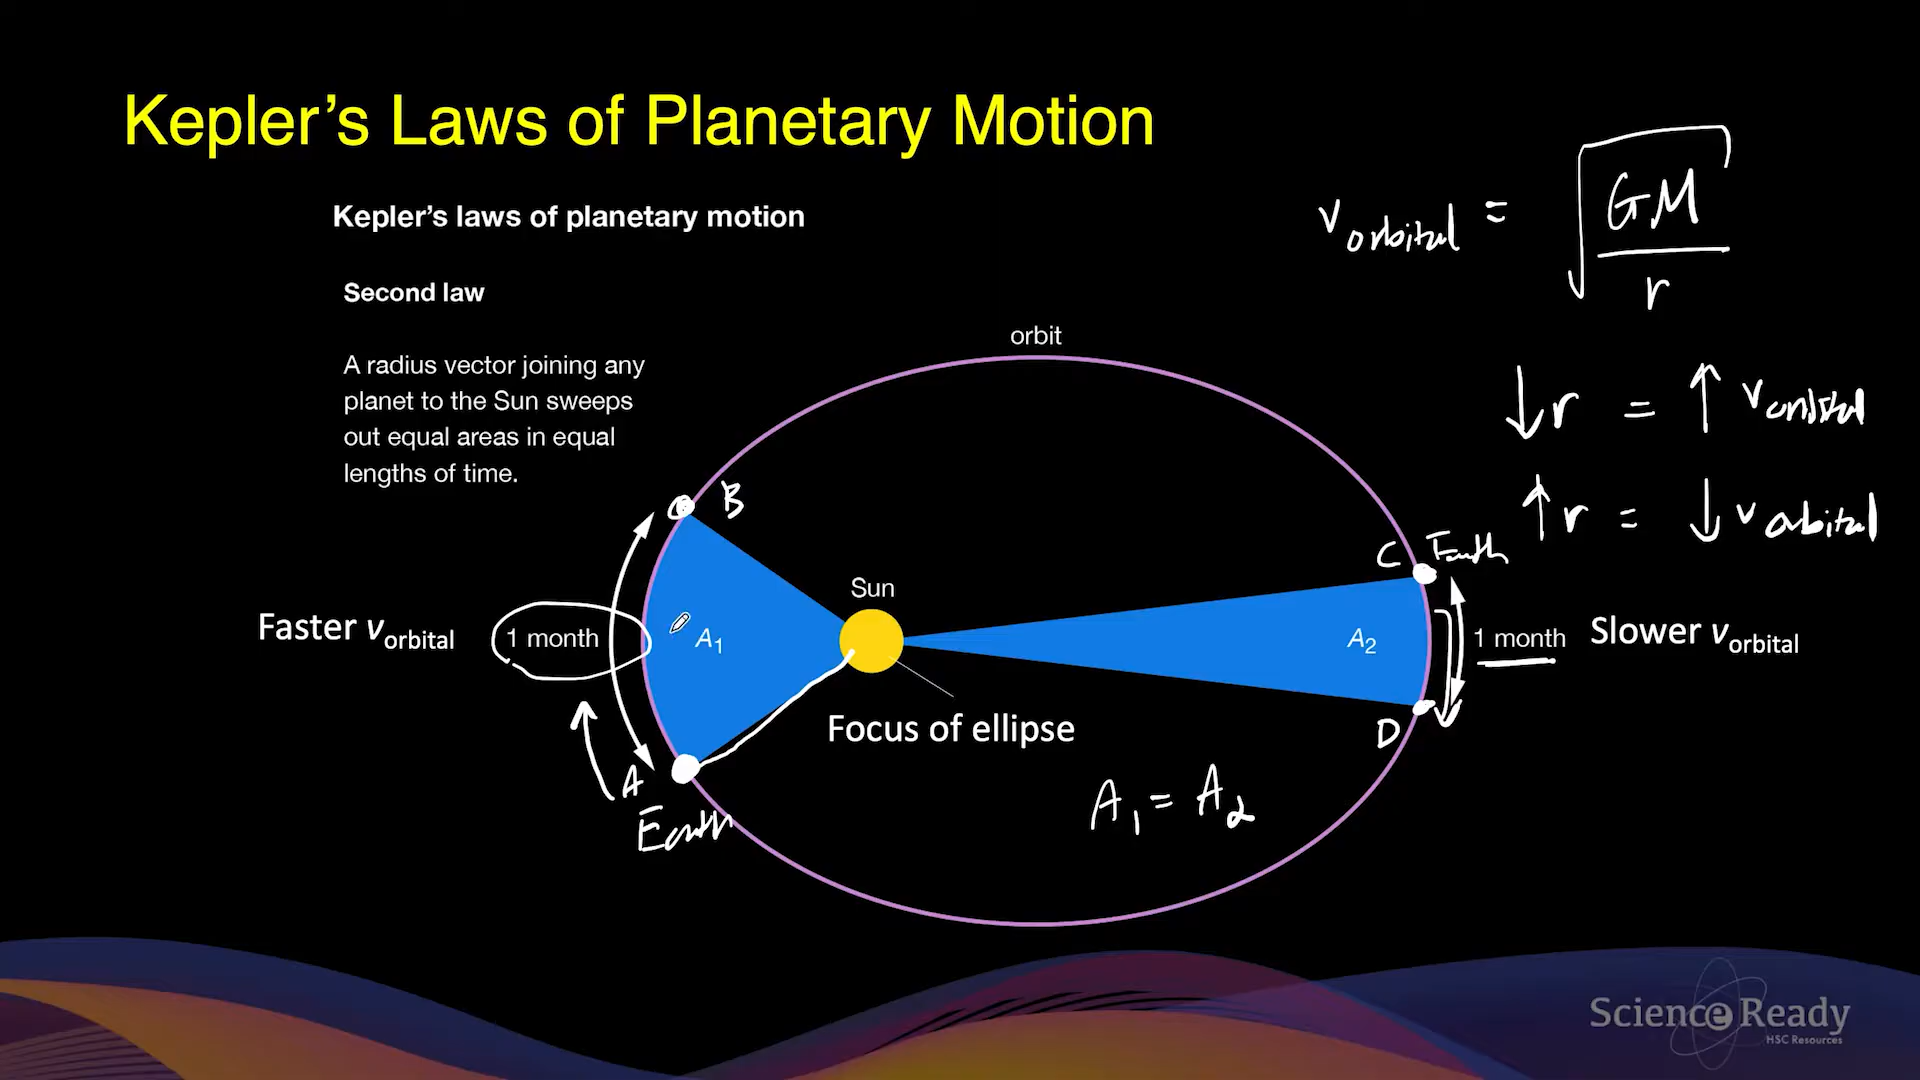 Kepler’s Laws of Planetary Motion
Kepler’s laws of planetary motion
Second law
A radius vector joining any
planet to the Sun sweeps
out equal areas in equal
lengths of time.
v orbital = √ GM
r
↓r = ↑ v orbital
↑r = ↓ v orbital
orbit
B
C Earth
Sun
Faster vorbital
1 month
A1
A2
1 month
Slower vorbital
Focus of ellipse
D
A
Earth
A1 = A2
Science Ready
HSC Resources